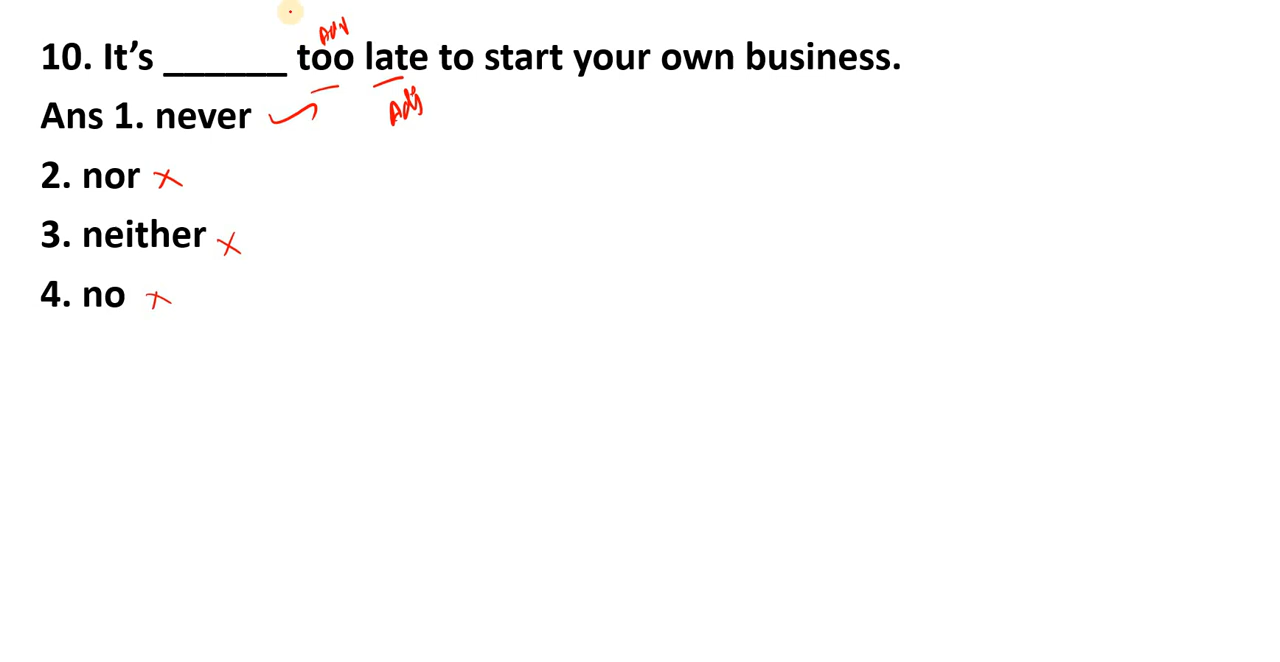 Adv
10. It’s ______ too late to start your own business.
Adj
Ans 1. never
2. nor
3. neither
4. no